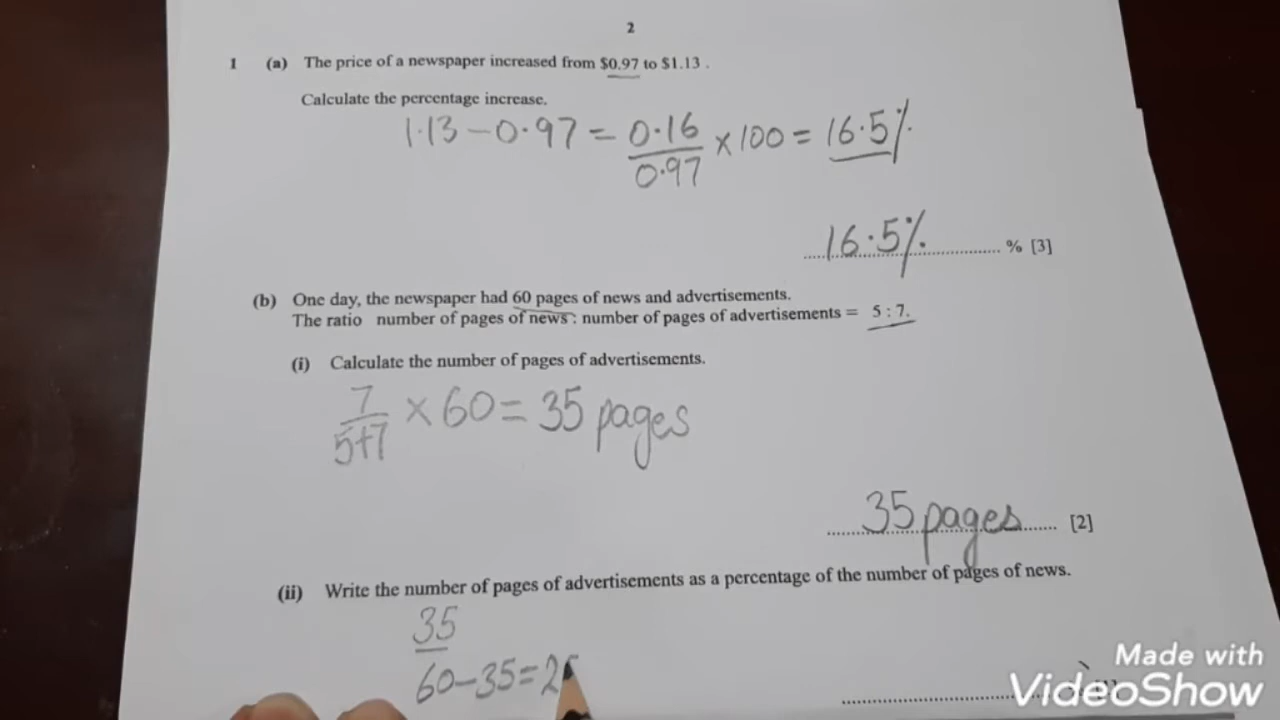 2
1 (a) The price of a newspaper increased from $0.97 to $1.13 .
Calculate the percentage increase.
1.13 - 0.97 = 0.16/0.97 × 100 = 16.5%
16.5% % [3]
(b) One day, the newspaper had 60 pages of news and advertisements.
The ratio number of pages of news : number of pages of advertisements = 5 : 7.
(i) Calculate the number of pages of advertisements.
7/5+7 × 60 = 35 pages
35 pages [2]
(ii) Write the number of pages of advertisements as a percentage of the number of pages of news.
35
60-35=2
Made with
VideoShow